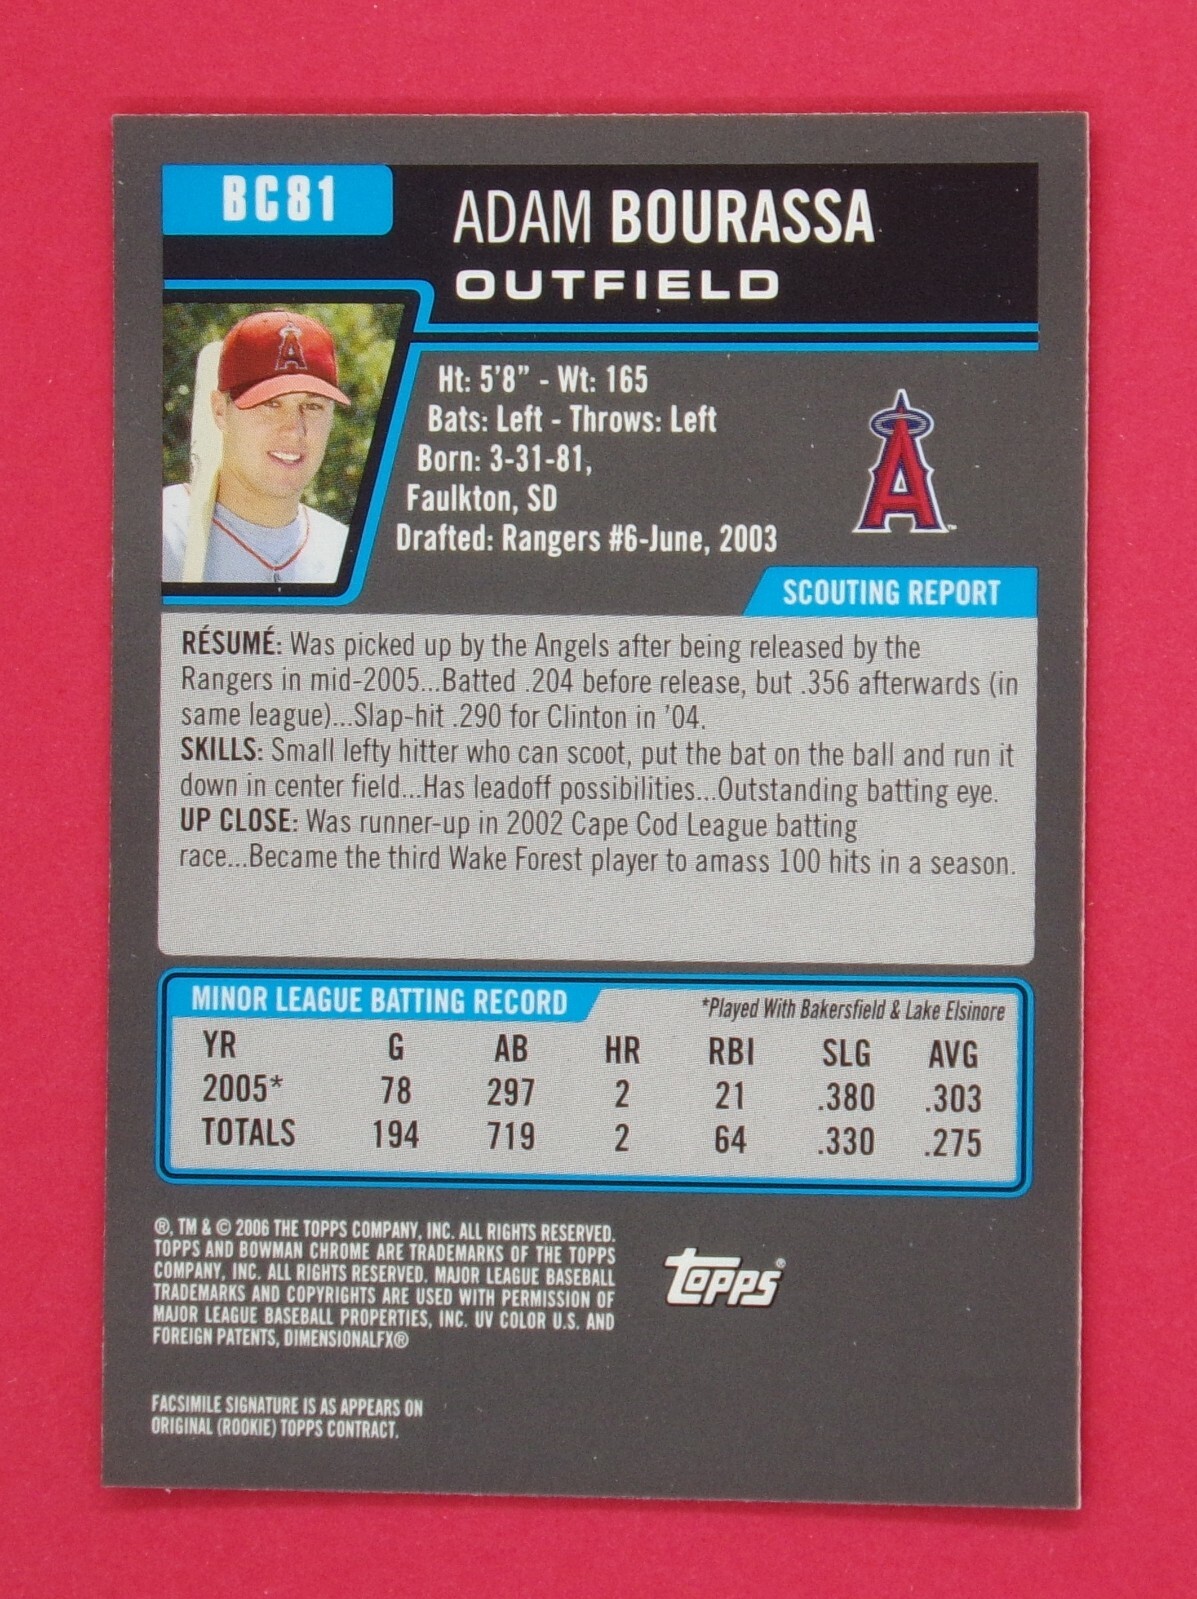 BC81
ADAM BOURASSA
OUTFIELD
A
Ht: 5'8" - Wt: 165
Bats: Left - Throws: Left
Born: 3-31-81,
Faulkton, SD
Drafted: Rangers #6-June, 2003
A™
SCOUTING REPORT
RÉSUMÉ: Was picked up by the Angels after being released by the
Rangers in mid-2005...Batted .204 before release, but .356 afterwards (in
same league)...Slap-hit .290 for Clinton in '04.
SKILLS: Small lefty hitter who can scoot, put the bat on the ball and run it
down in center field...Has leadoff possibilities...Outstanding batting eye.
UP CLOSE: Was runner-up in 2002 Cape Cod League batting
race...Became the third Wake Forest player to amass 100 hits in a season.
MINOR LEAGUE BATTING RECORD *Played With Bakersfield & Lake Elsinore
YR G AB HR RBI SLG AVG
2005* 78 297 2 21 .380 .303
TOTALS 194 719 2 64 .330 .275
®, TM & © 2006 THE TOPPS COMPANY, INC. ALL RIGHTS RESERVED.
TOPPS AND BOWMAN CHROME ARE TRADEMARKS OF THE TOPPS
COMPANY, INC. ALL RIGHTS RESERVED. MAJOR LEAGUE BASEBALL
TRADEMARKS AND COPYRIGHTS ARE USED WITH PERMISSION OF
MAJOR LEAGUE BASEBALL PROPERTIES, INC. UV COLOR U.S. AND
FOREIGN PATENTS, DIMENSIONALFX®
Topps®
FACSIMILE SIGNATURE IS AS APPEARS ON
ORIGINAL (ROOKIE) TOPPS CONTRACT.